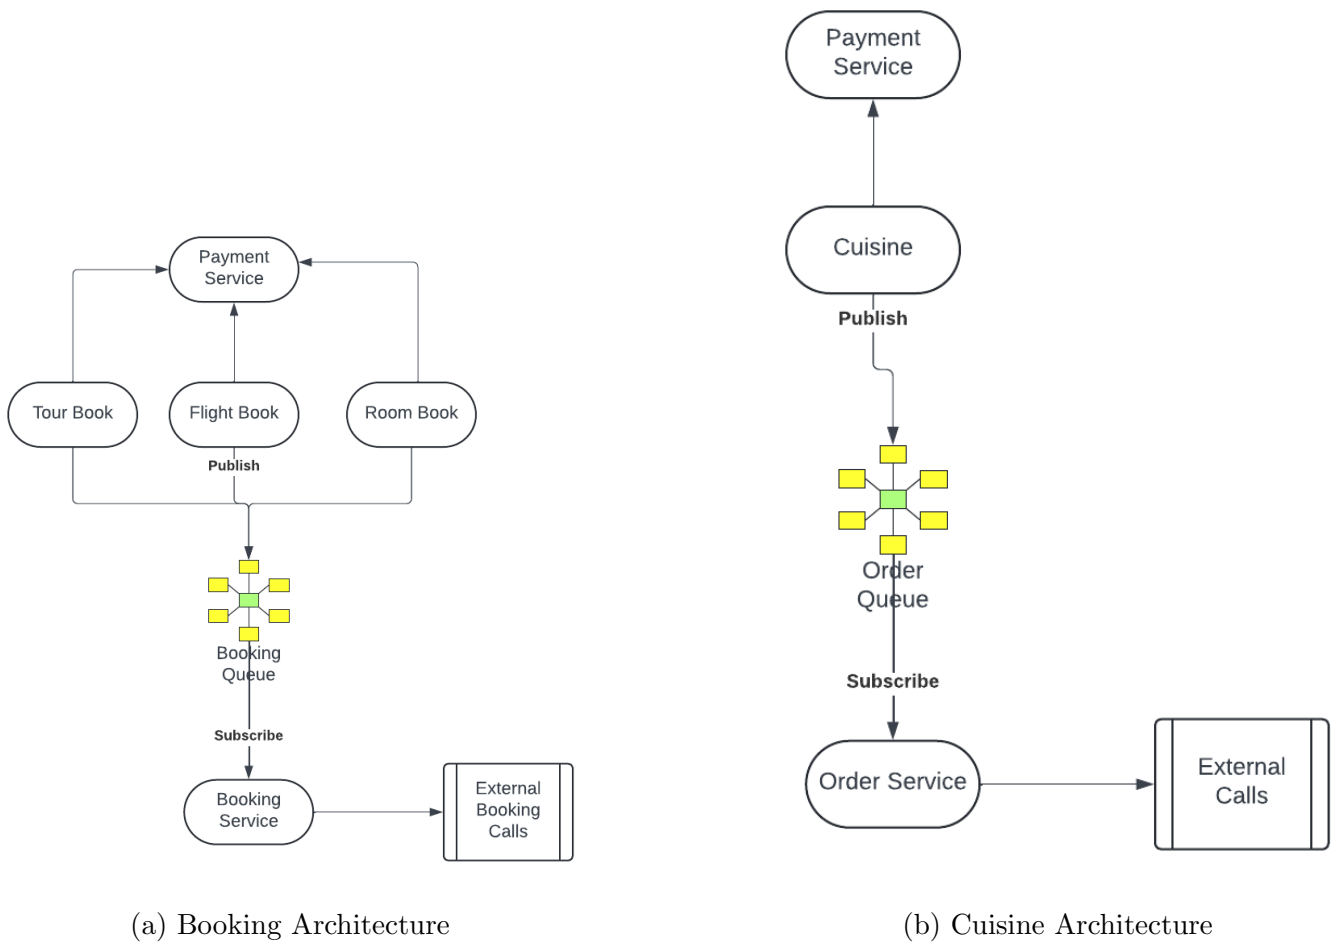 Payment
Service
Tour Book
Flight Book
Room Book
Publish
Booking
Queue
Subscribe
Booking
Service
External
Booking
Calls
(a) Booking Architecture
Payment
Service
Cuisine
Publish
Order
Queue
Subscribe
Order Service
External
Calls
(b) Cuisine Architecture